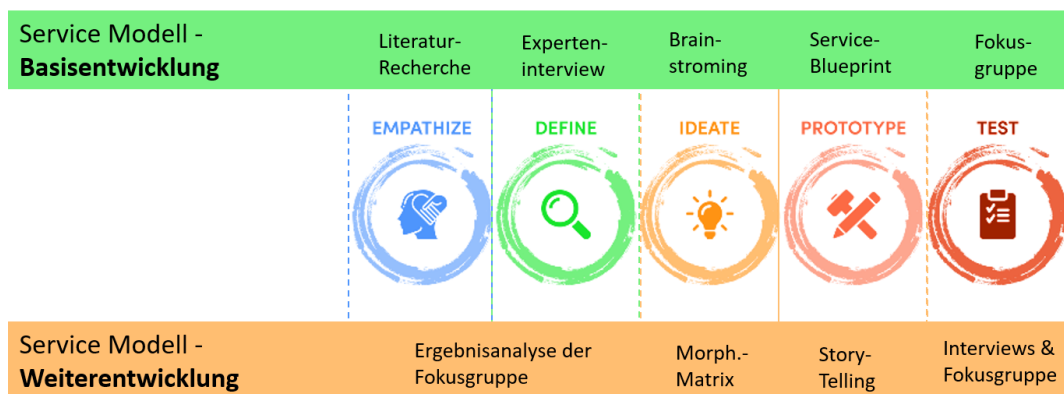 Service Modell -
Basisentwicklung
Literatur-
Recherche
Experten-
interview
Brain-
stroming
Service-
Blueprint
Fokus-
gruppe
EMPATHIZE
DEFINE
IDEATE
PROTOTYPE
TEST
Service Modell -
Weiterentwicklung
Ergebnisanalyse der
Fokusgruppe
Morph.-
Matrix
Story-
Telling
Interviews &
Fokusgruppe